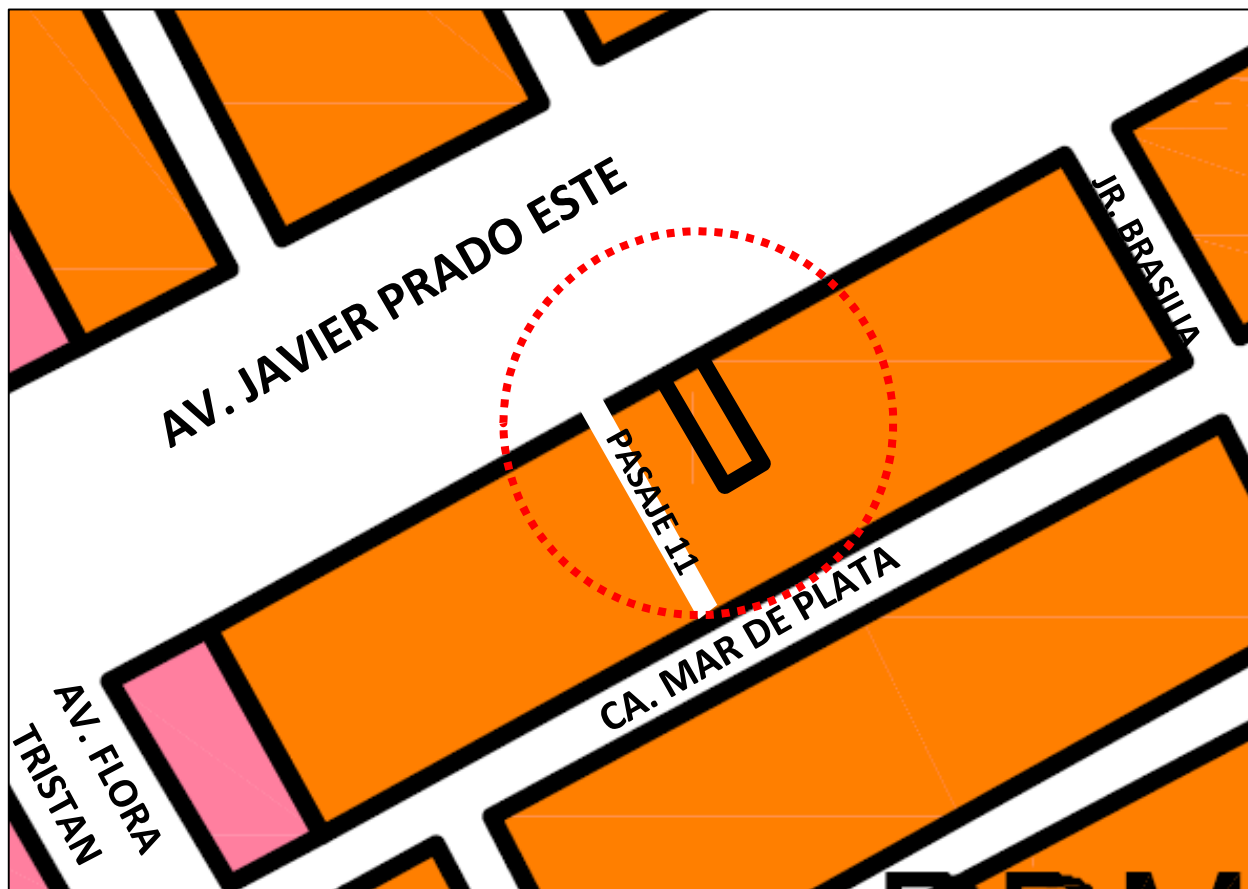 AV. JAVIER PRADO ESTE
JR. BRASILIA
PASAJE 11
CA. MAR DE PLATA
AV. FLORA
TRISTAN